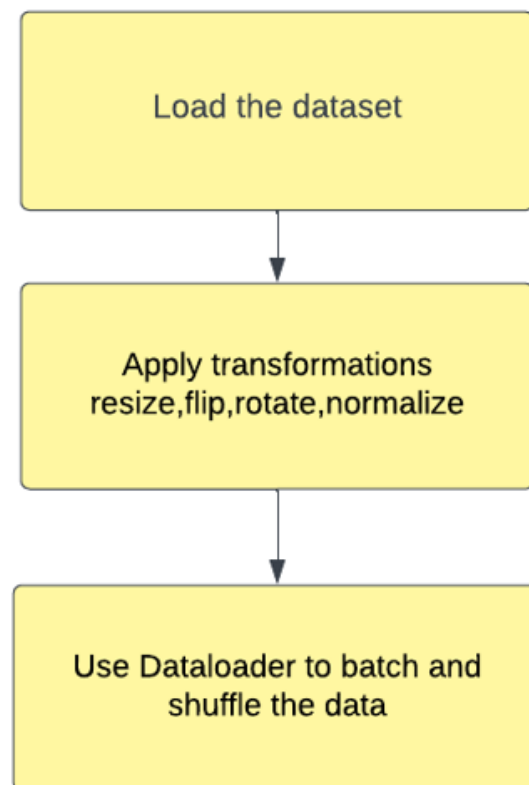 Load the dataset
Apply transformations
resize,flip,rotate,normalize
Use Dataloader to batch and
shuffle the data